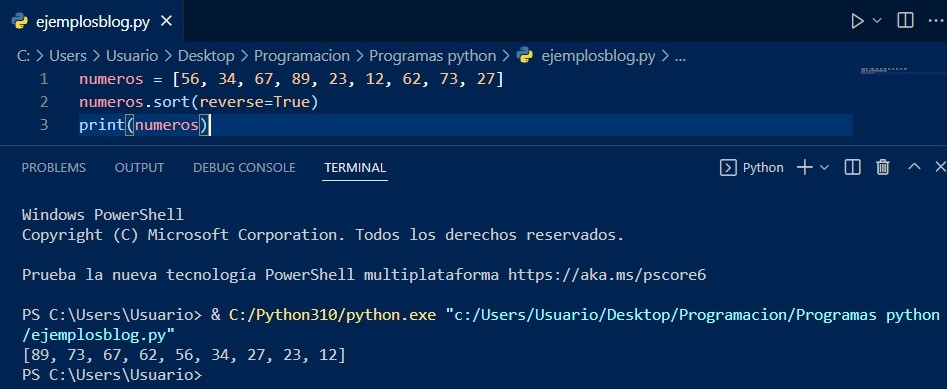 ejemplosblog.py
C: > Users > Usuario > Desktop > Programacion > Programas python > ejemplosblog.py > ...
1 numeros = [56, 34, 67, 89, 23, 12, 62, 73, 27]
2 numeros.sort(reverse=True)
3 print(numeros)
PROBLEMS OUTPUT DEBUG CONSOLE TERMINAL Python
Windows PowerShell
Copyright (C) Microsoft Corporation. Todos los derechos reservados.
Prueba la nueva tecnología PowerShell multiplataforma https://aka.ms/pscore6
PS C:\Users\Usuario> & C:/Python310/python.exe "c:/Users/Usuario/Desktop/Programacion/Programas python
/ejemplosblog.py"
[89, 73, 67, 62, 56, 34, 27, 23, 12]
PS C:\Users\Usuario>